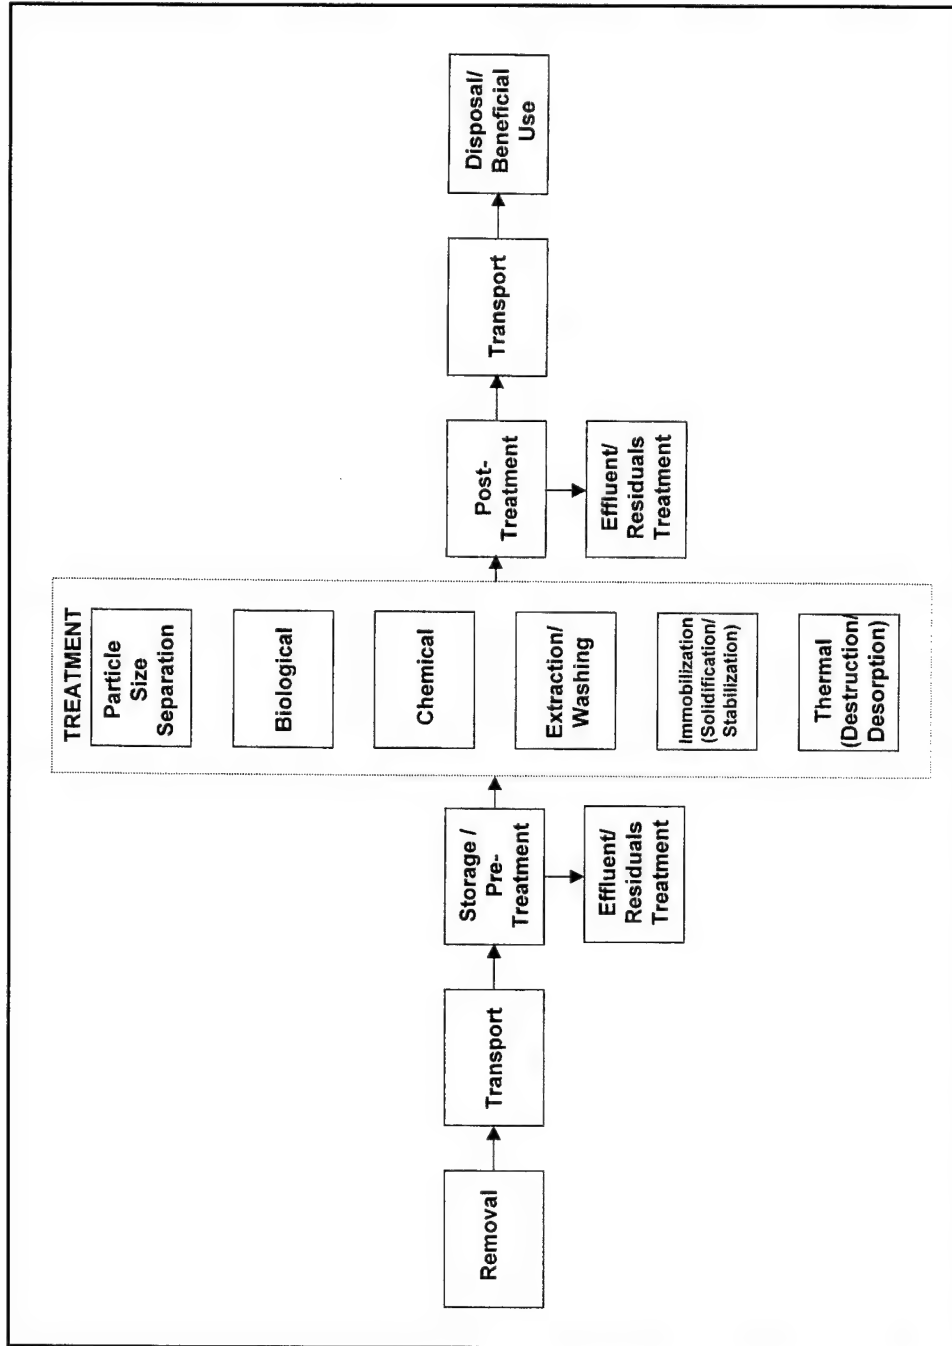 Removal
Transport
Storage /
Pre-
Treatment
Effluent/
Residuals
Treatment
TREATMENT
Particle
Size
Separation
Biological
Chemical
Extraction/
Washing
Immobilization
(Solidification/
Stabilization)
Thermal
(Destruction/
Desorption)
Post-
Treatment
Effluent/
Residuals
Treatment
Transport
Disposal/
Beneficial
Use